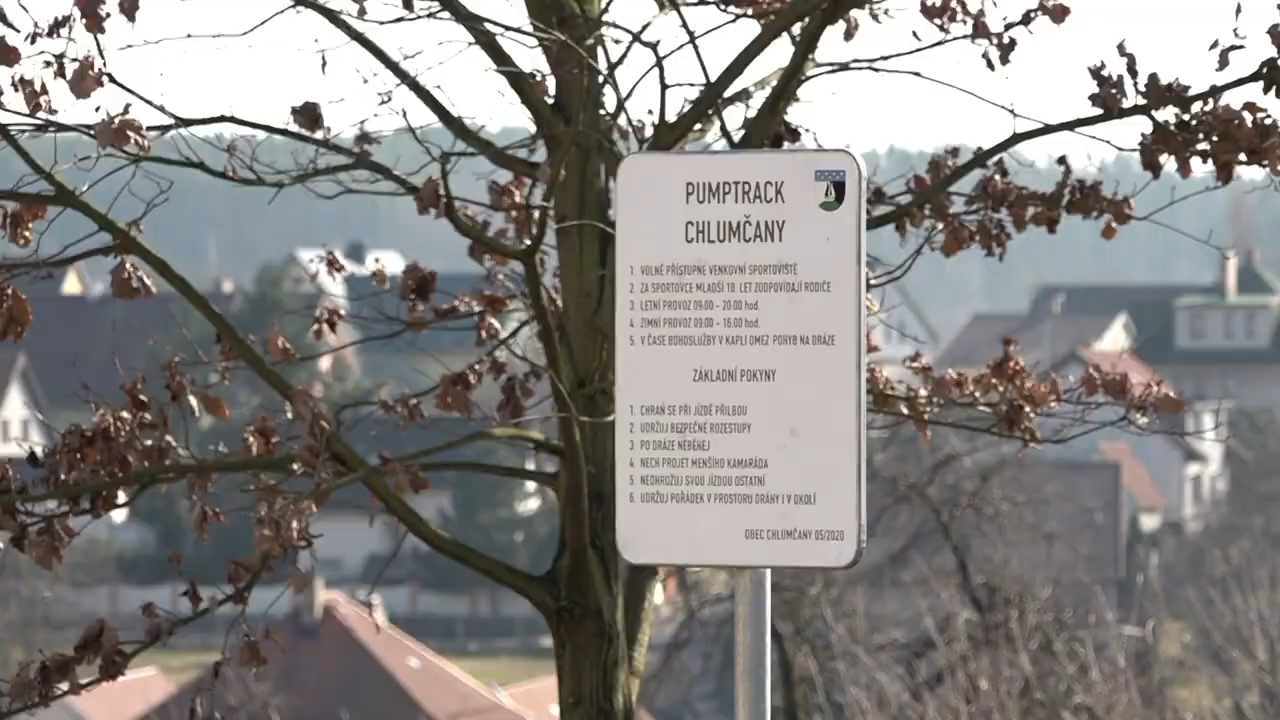 PUMPTRACK
CHLUMČANY
1. VOLNĚ PŘÍSTUPNE VENKOVNÍ SPORTOVIŠTĚ
2. ZA SPORTOVCE MLADŠÍ 18. LET ZODPOVÍDAJÍ RODIČE
3. LETNÍ PROVOZ 09:00 - 20:00 hod.
4. ZIMNÍ PROVOZ 09:00 - 16:00 hod.
5. V ČASE BOHOSLUŽBY V KAPLI OMEZ POHYB NA DRÁZE
ZÁKLADNÍ POKYNY
1. CHRAŇ SE PŘI JÍZDĚ PŘILBOU
2. UDRŽUJ BEZPEČNÉ ROZESTUPY
3 PO DRÁZE NEBĚHEJ
4. NECH PROJET MENŠÍHO KAMARÁDA
5. NEOHROŽUJ SVOU JÍZDOU OSTATNÍ
6. UDRŽUJ POŘÁDEK V PROSTORU DRÁHY I V OKOLÍ
OBEC CHLUMČANY 05/2020